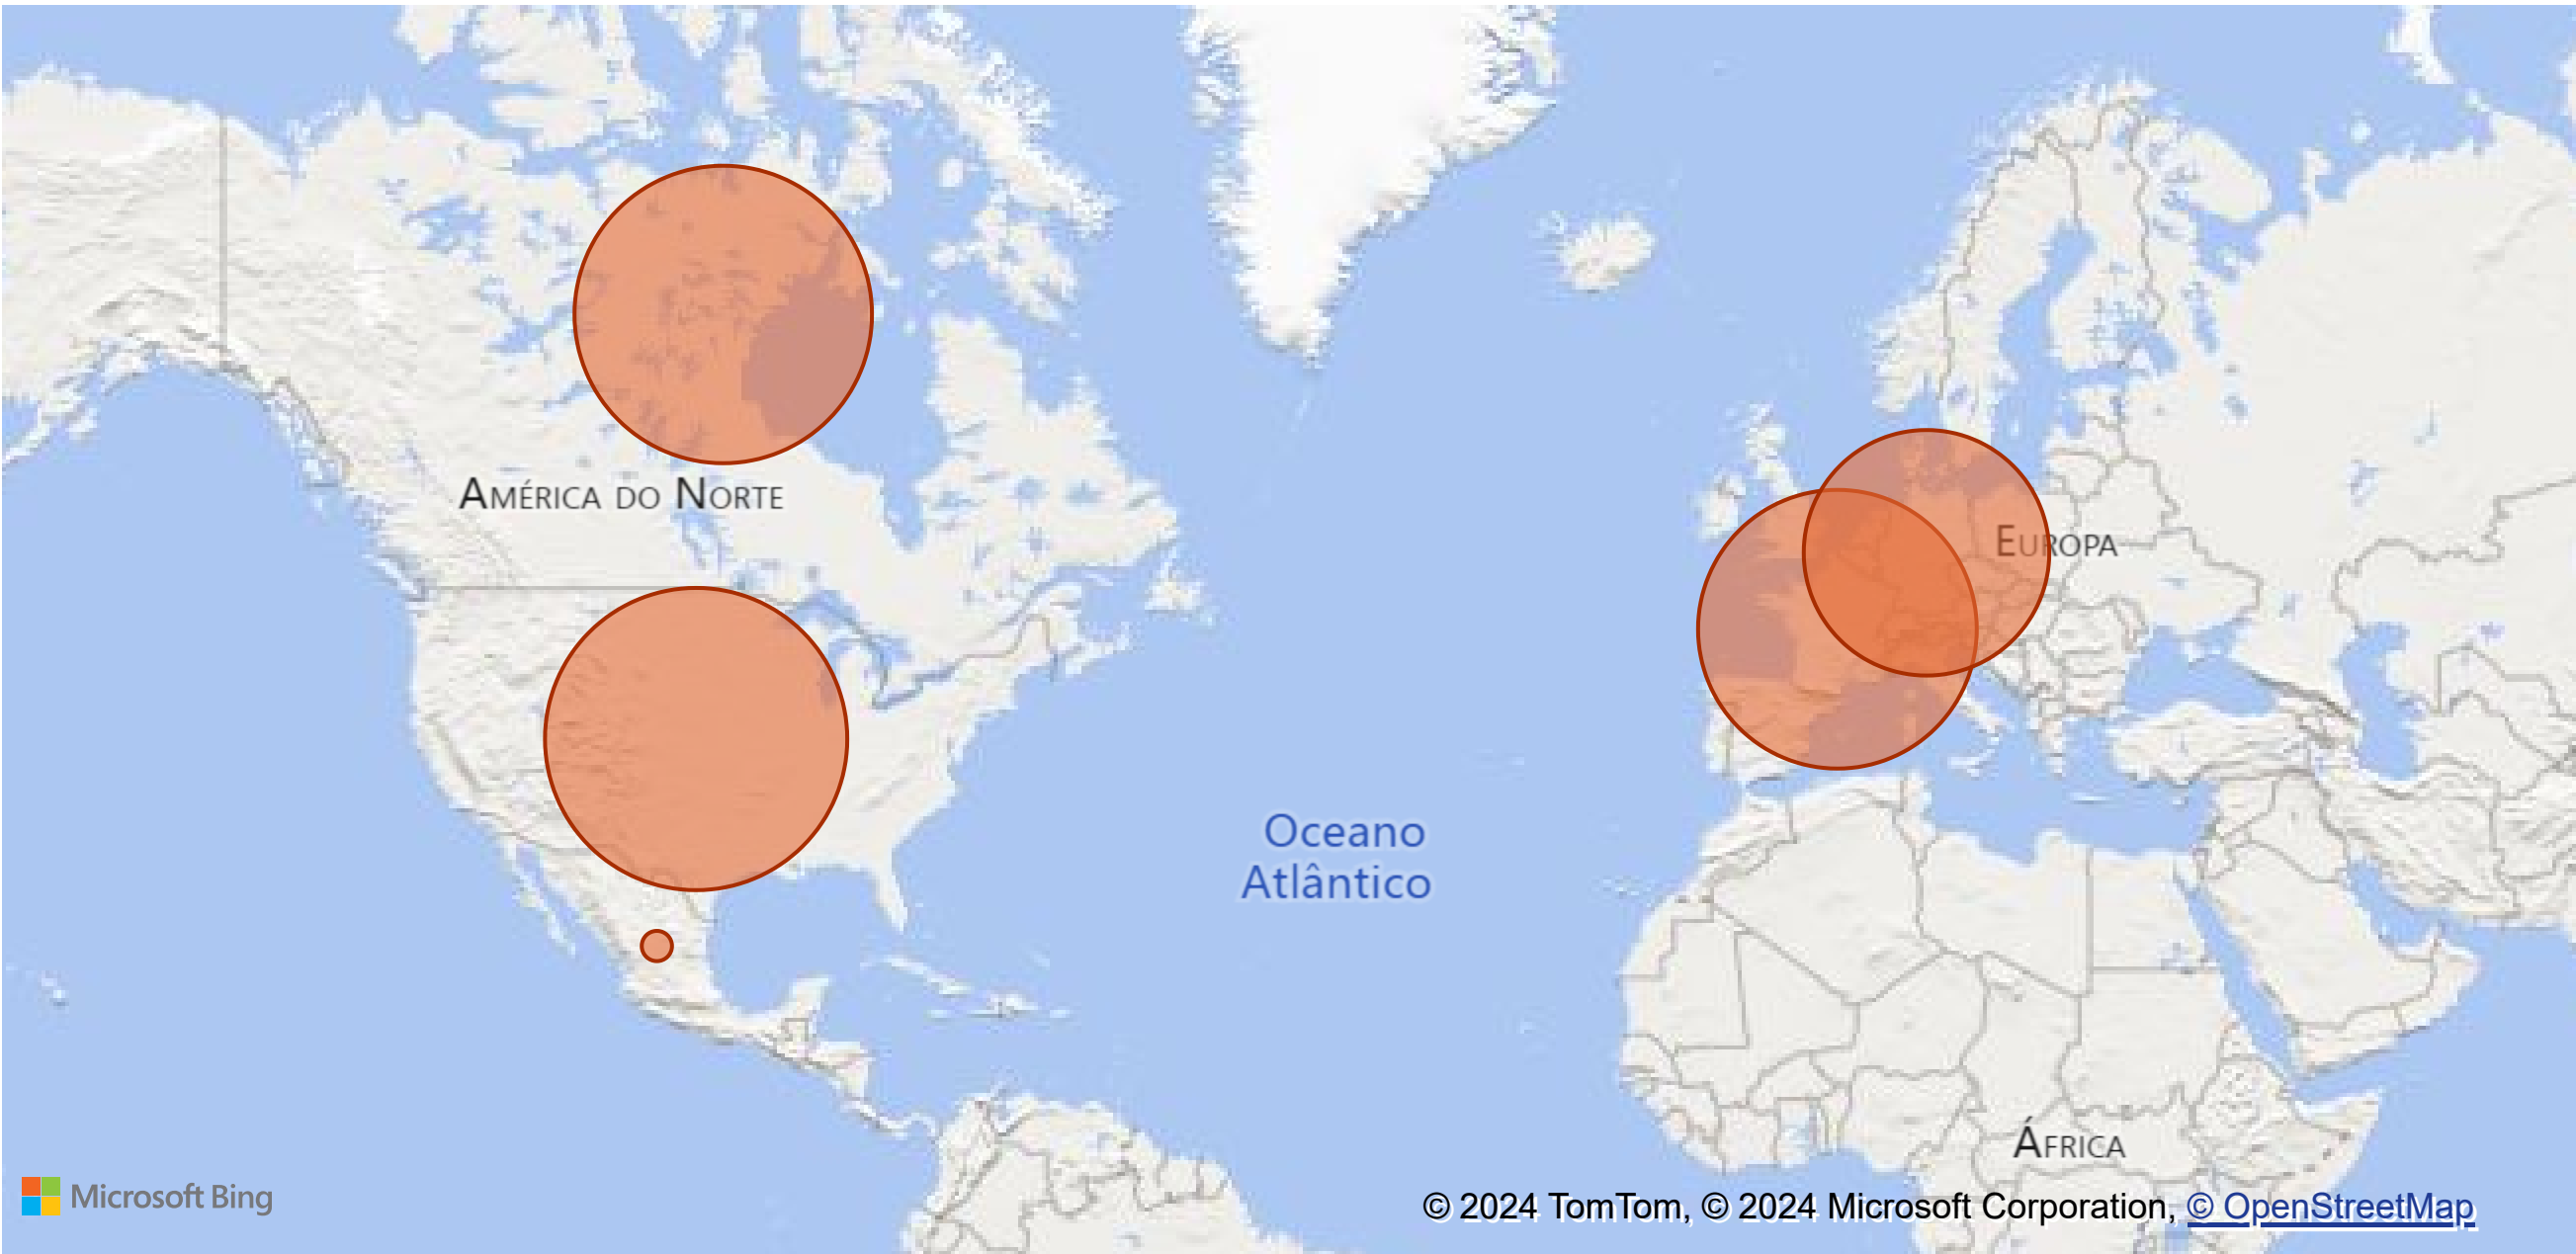 América do Norte
Europa
Oceano
Atlântico
África
Microsoft Bing
© 2024 TomTom, © 2024 Microsoft Corporation, © OpenStreetMap